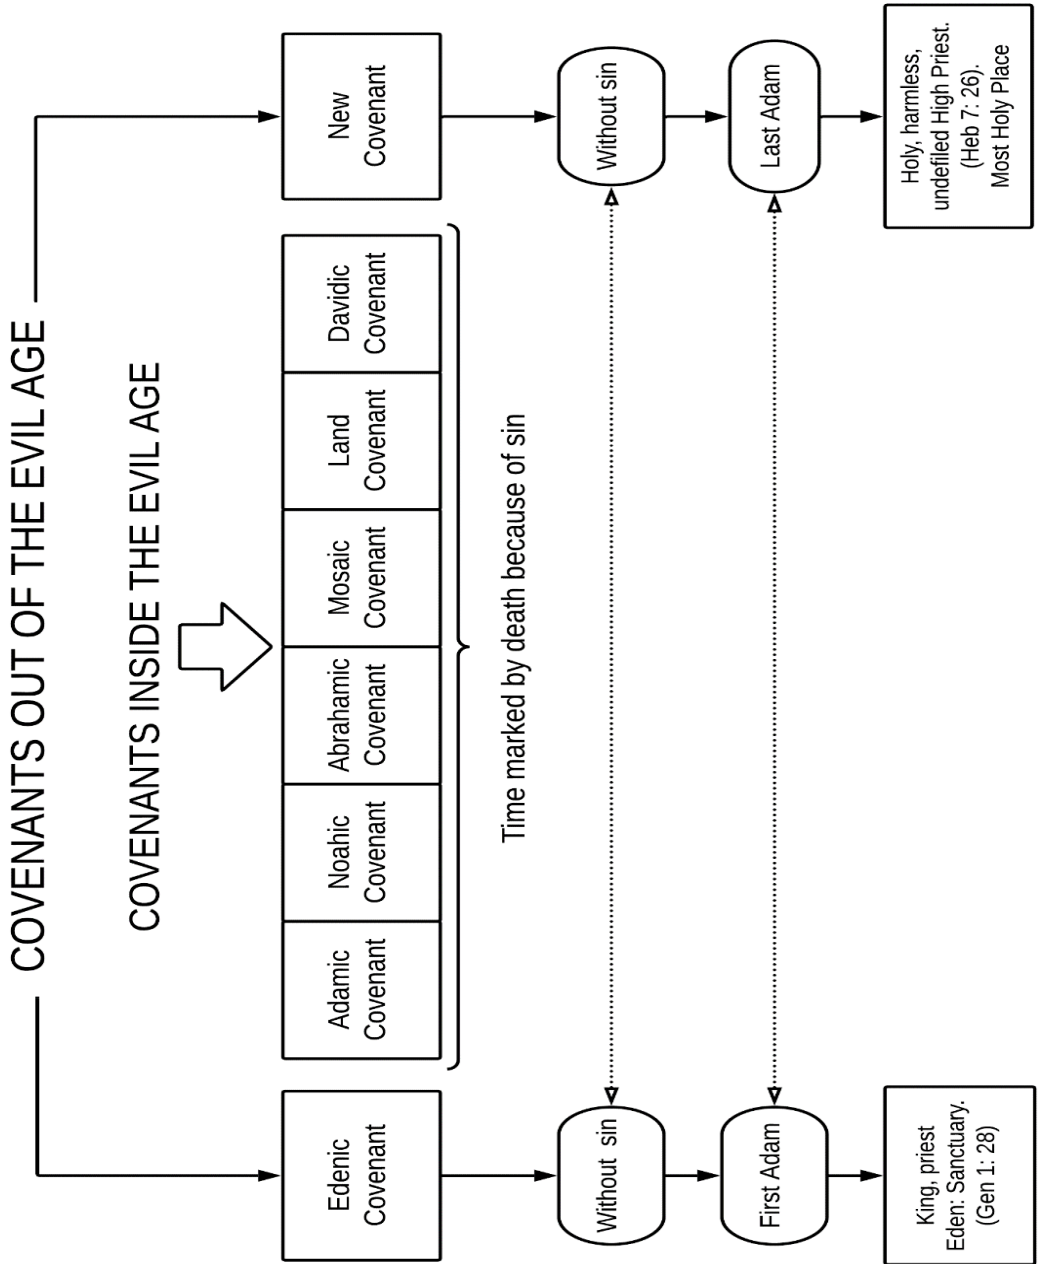 COVENANTS OUT OF THE EVIL AGE
COVENANTS INSIDE THE EVIL AGE
Edenic
Covenant
Adamic
Covenant
Noahic
Covenant
Abrahamic
Covenant
Mosaic
Covenant
Land
Covenant
Davidic
Covenant
New
Covenant
Time marked by death because of sin
Without sin
Without sin
First Adam
Last Adam
King, priest
Eden: Sanctuary.
(Gen 1: 28)
Holy, harmless,
undefiled High Priest.
(Heb 7: 26).
Most Holy Place